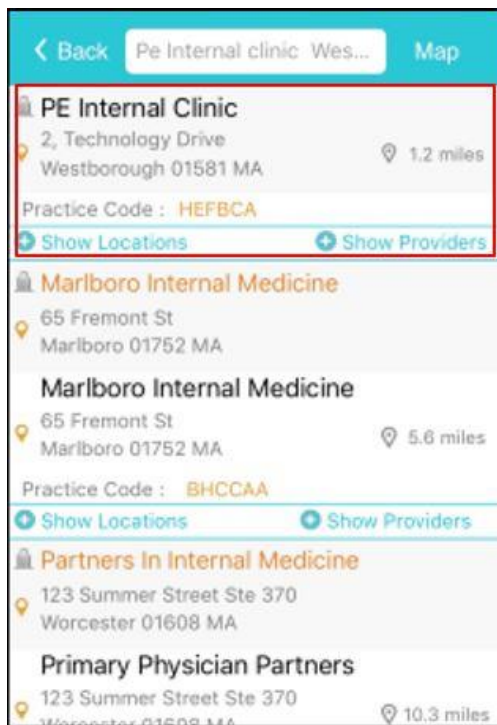 Back Pe Internal clinic Wes... Map
PE Internal Clinic
2, Technology Drive
Westborough 01581 MA
1.2 miles
Practice Code : HEFBCA
Show Locations Show Providers
Marlboro Internal Medicine
65 Fremont St
Marlboro 01752 MA
Marlboro Internal Medicine
65 Fremont St
Marlboro 01752 MA
5.6 miles
Practice Code : BHCCAA
Show Locations Show Providers
Partners In Internal Medicine
123 Summer Street Ste 370
Worcester 01608 MA
Primary Physician Partners
123 Summer Street Ste 370
Worcester 01608 MA
10.3 miles